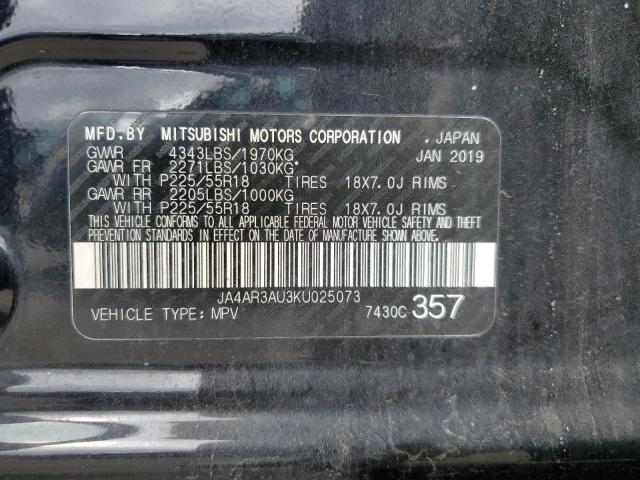 MFD.BY MITSUBISHI MOTORS CORPORATION , JAPAN
GVWR 4343LBS/1970KG JAN 2019
GAWR FR 2271LBS/1030KG
WITH P225/55R18 TIRES 18X7.0J RIMS
GAWR RR 2205LBS/1000KG
WITH P225/55R18 TIRES 18X7.0J RIMS
THIS VEHICLE CONFORMS TO ALL APPLICABLE FEDERAL MOTOR VEHICLE SAFETY AND THEFT
PREVENTION STANDARDS IN EFFECT ON THE DATE OF MANUFACTURE SHOWN ABOVE.
JA4AR3AU3KU025073
VEHICLE TYPE: MPV 7430C 357